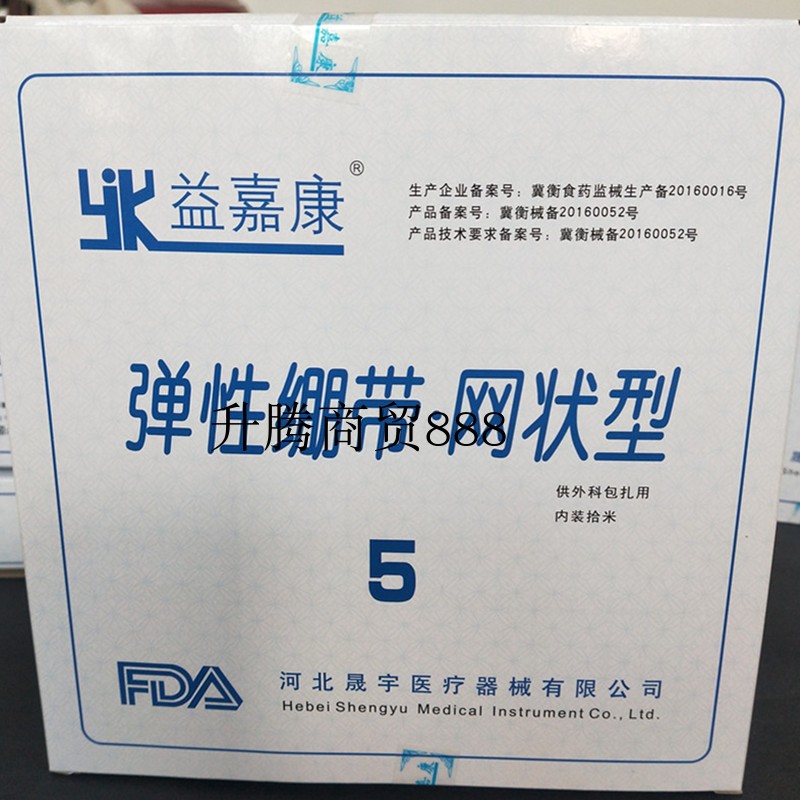 嘉康
YJK 益嘉康®
生产企业备案号：冀衡食药监械生产备20160016号
产品备案号：冀衡械备20160052号
产品技术要求备案号：冀衡械备20160052号
弹性绷带·网状型
升腾商贸888
供外科包扎用
内装拾米
5
FDA
河北晟宇医疗器械有限公司
Hebei Shengyu Medical Instrument Co., Ltd.
嘉康